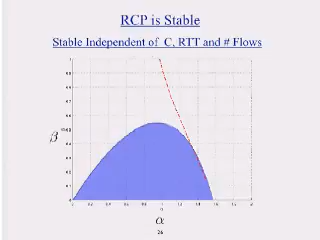 RCP is Stable
Stable Independent of C, RTT and # Flows
β
α
26